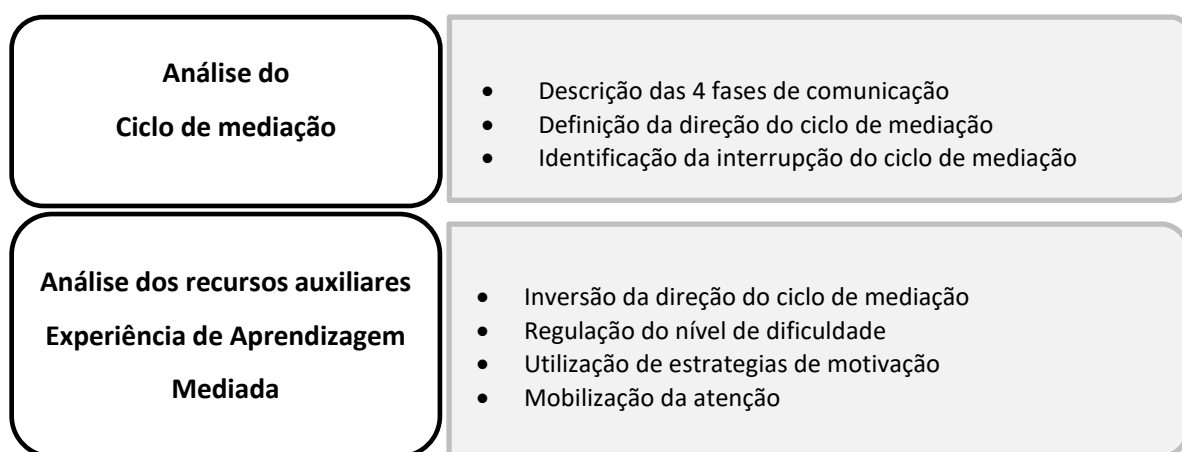 Análise do
Ciclo de mediação
• Descrição das 4 fases de comunicação
• Definição da direção do ciclo de mediação
• Identificação da interrupção do ciclo de mediação
Análise dos recursos auxiliares
Experiência de Aprendizagem
Mediada
• Inversão da direção do ciclo de mediação
• Regulação do nível de dificuldade
• Utilização de estrategias de motivação
• Mobilização da atenção